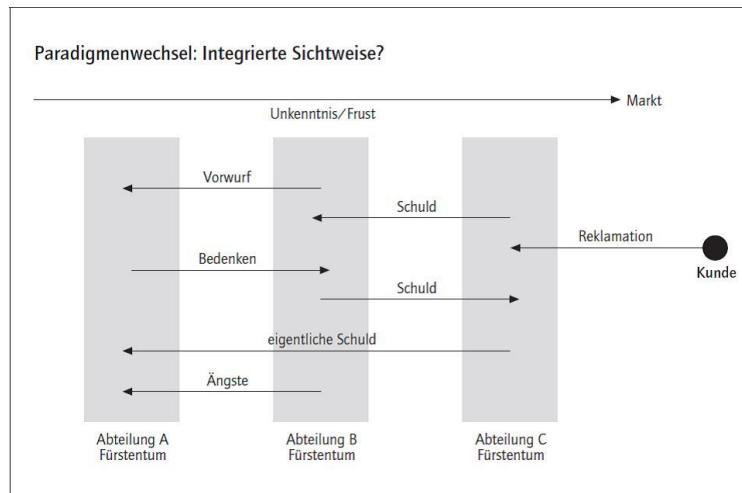 Paradigmenwechsel: Integrierte Sichtweise?
Markt
Unkenntnis/Frust
Vorwurf
Schuld
Reklamation
Bedenken
Kunde
Schuld
eigentliche Schuld
Ängste
Abteilung A
Fürstentum
Abteilung B
Fürstentum
Abteilung C
Fürstentum